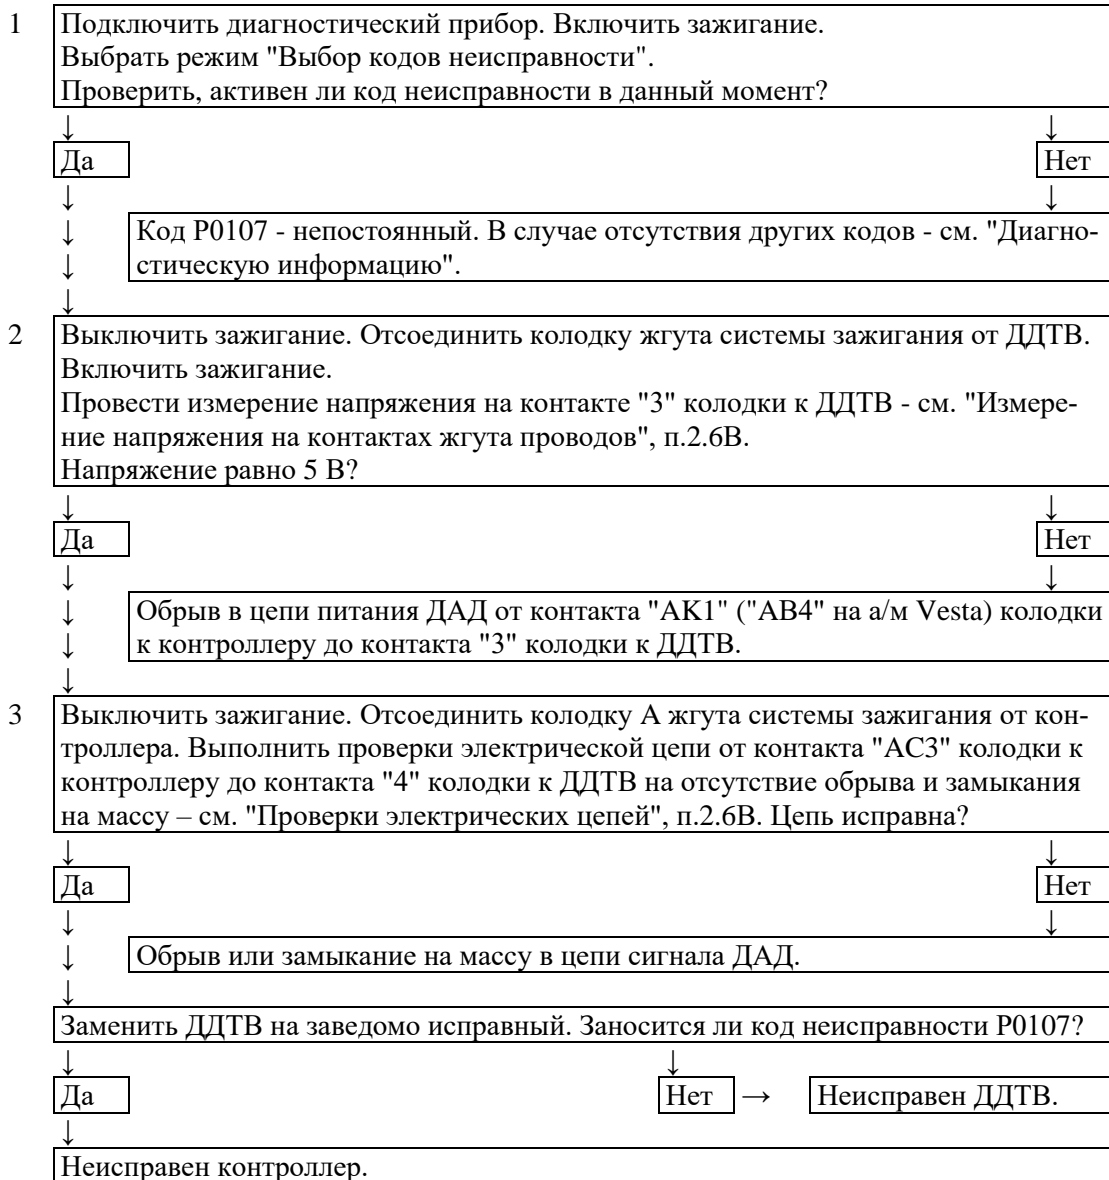 1 Подключить диагностический прибор. Включить зажигание.
Выбрать режим "Выбор кодов неисправности".
Проверить, активен ли код неисправности в данный момент?
↓ ↓
Да Нет
↓ ↓
↓ Код Р0107 - непостоянный. В случае отсутствия других кодов - см. "Диагно-
↓ стическую информацию".
↓
2 Выключить зажигание. Отсоединить колодку жгута системы зажигания от ДДТВ.
Включить зажигание.
Провести измерение напряжения на контакте "3" колодки к ДДТВ - см. "Измере-
ние напряжения на контактах жгута проводов", п.2.6В.
Напряжение равно 5 В?
↓ ↓
Да Нет
↓ ↓
↓ Обрыв в цепи питания ДАД от контакта "АК1" ("АВ4" на а/м Vesta) колодки
↓ к контроллеру до контакта "3" колодки к ДДТВ.
↓
3 Выключить зажигание. Отсоединить колодку А жгута системы зажигания от кон-
троллера. Выполнить проверки электрической цепи от контакта "АС3" колодки к
контроллеру до контакта "4" колодки к ДДТВ на отсутствие обрыва и замыкания
на массу – см. "Проверки электрических цепей", п.2.6В. Цепь исправна?
↓ ↓
Да Нет
↓ ↓
↓ Обрыв или замыкание на массу в цепи сигнала ДАД.
↓
Заменить ДДТВ на заведомо исправный. Заносится ли код неисправности Р0107?
↓ ↓
Да Нет → Неисправен ДДТВ.
↓
Неисправен контроллер.